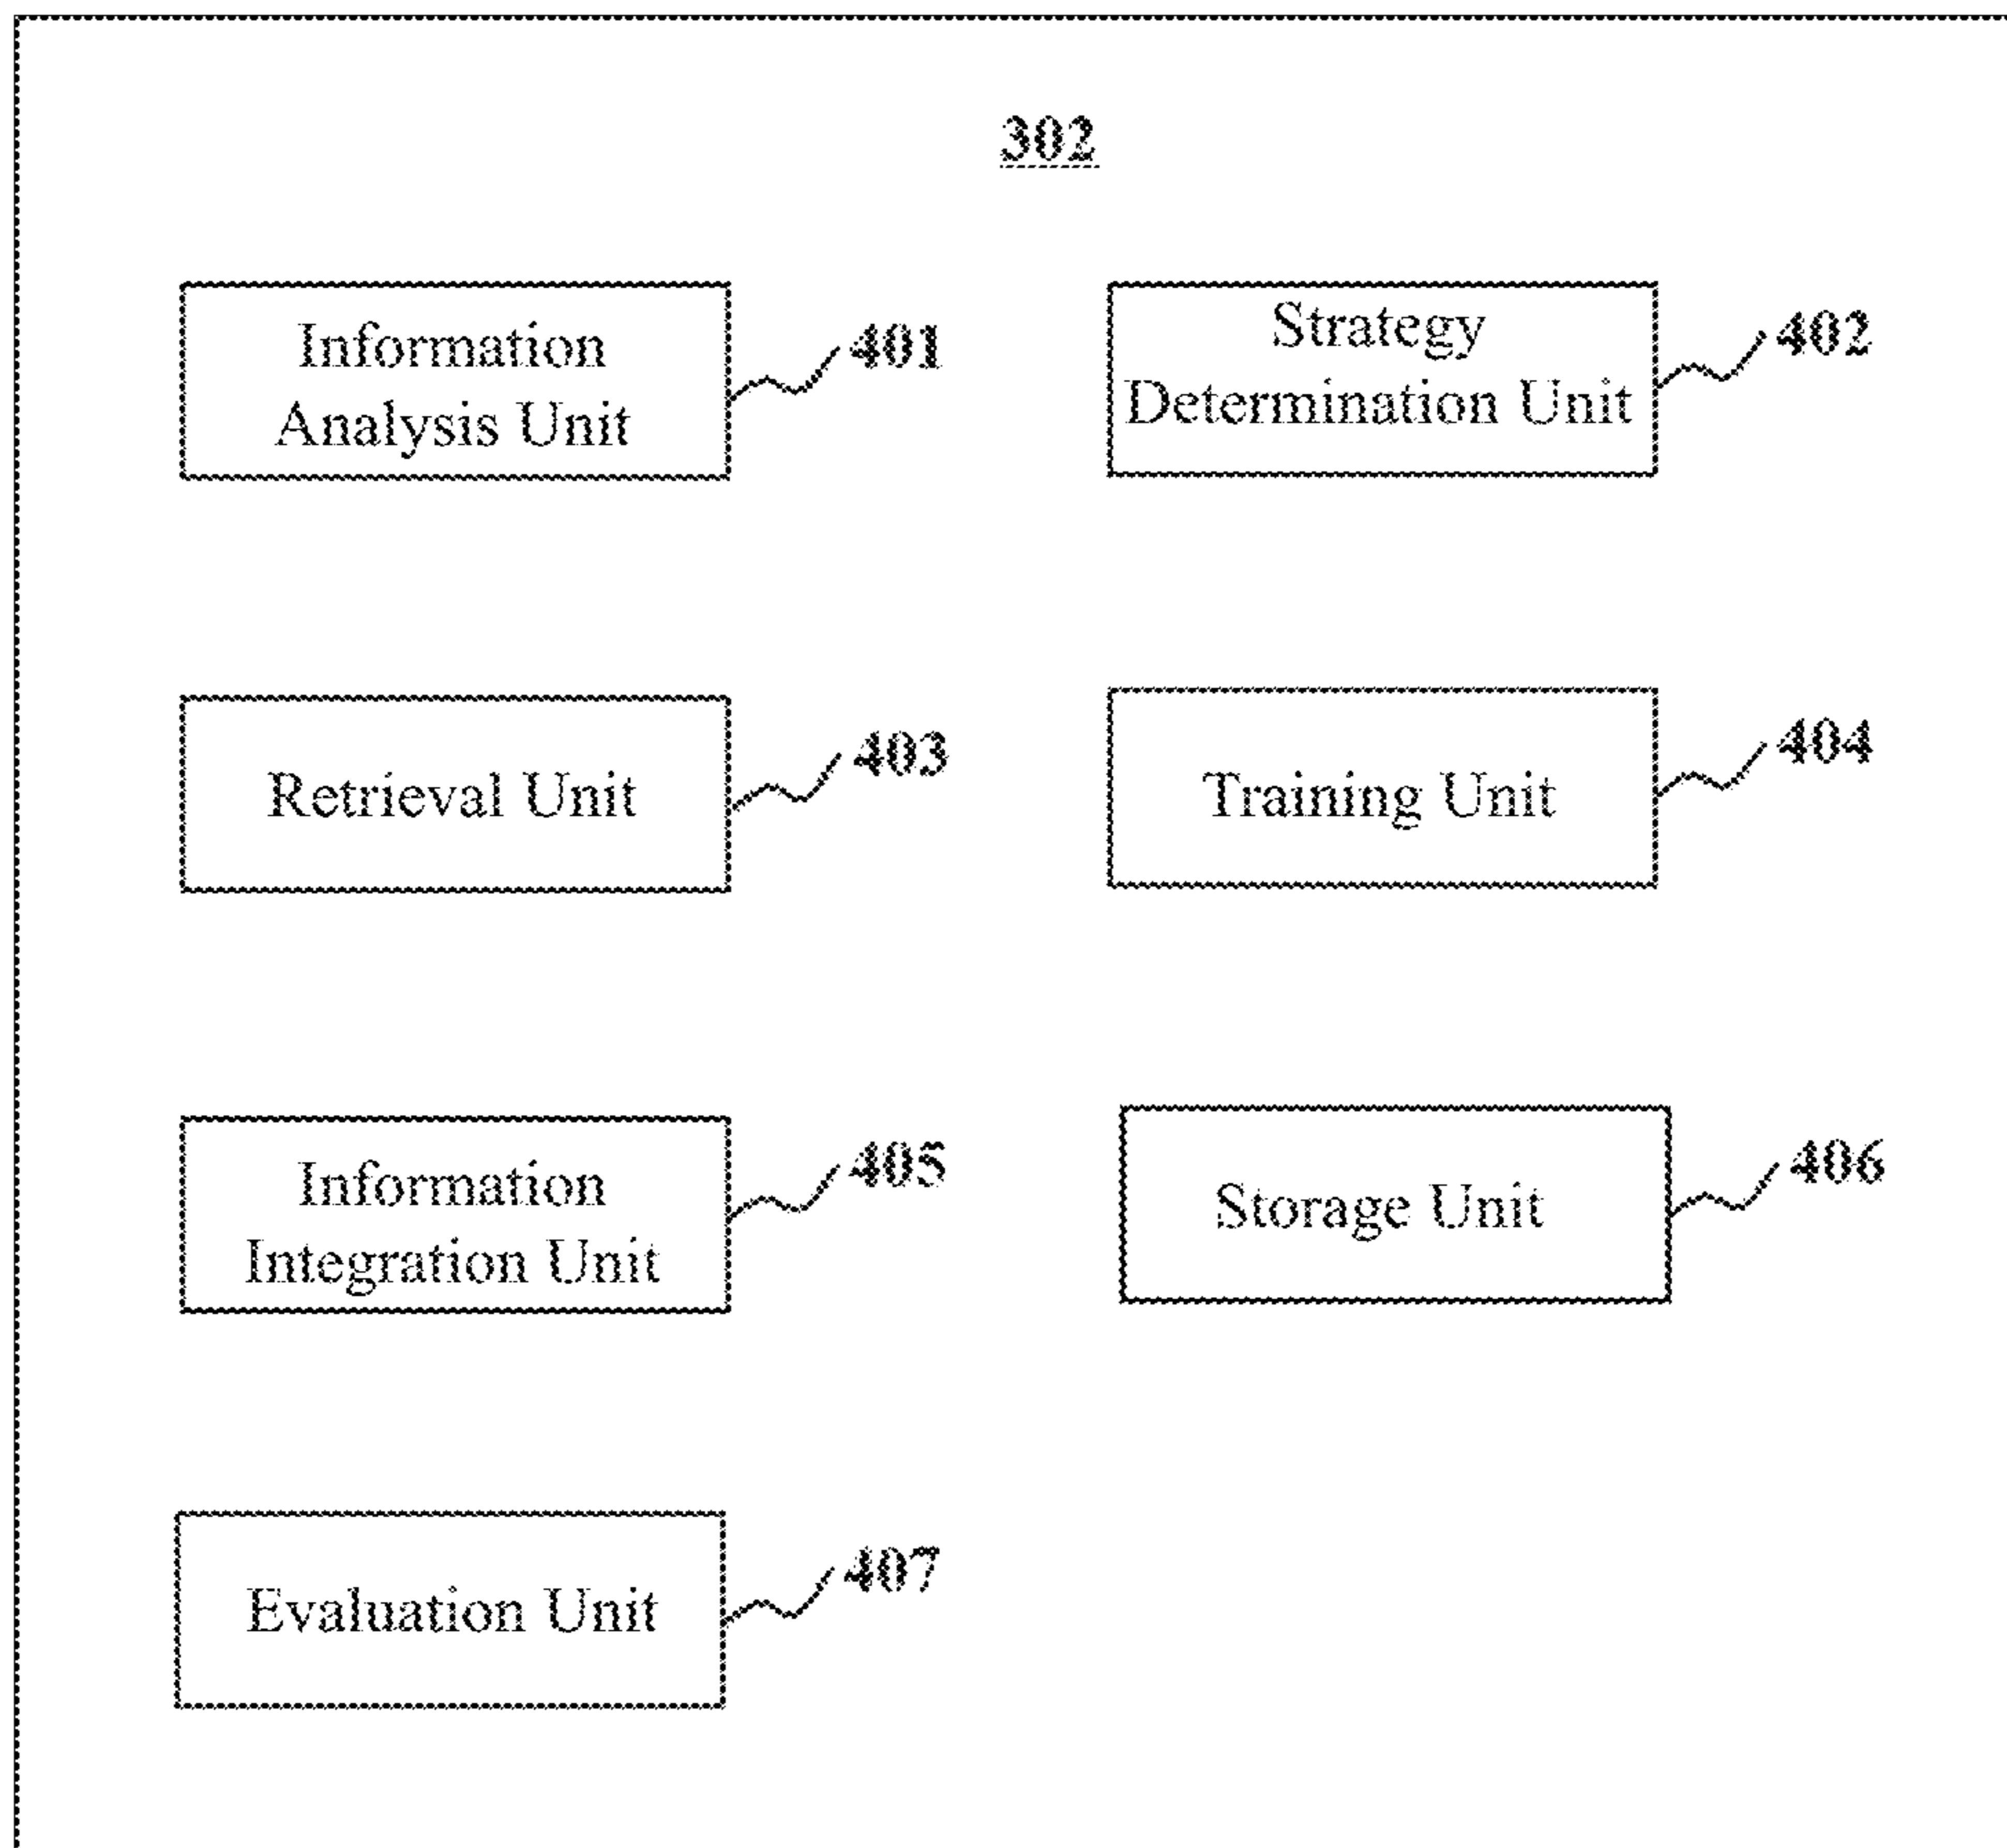 302
Information
Analysis Unit
401
Strategy
Determination Unit
402
Retrieval Unit
403
Training Unit
404
Information
Integration Unit
405
Storage Unit
406
Evaluation Unit
407